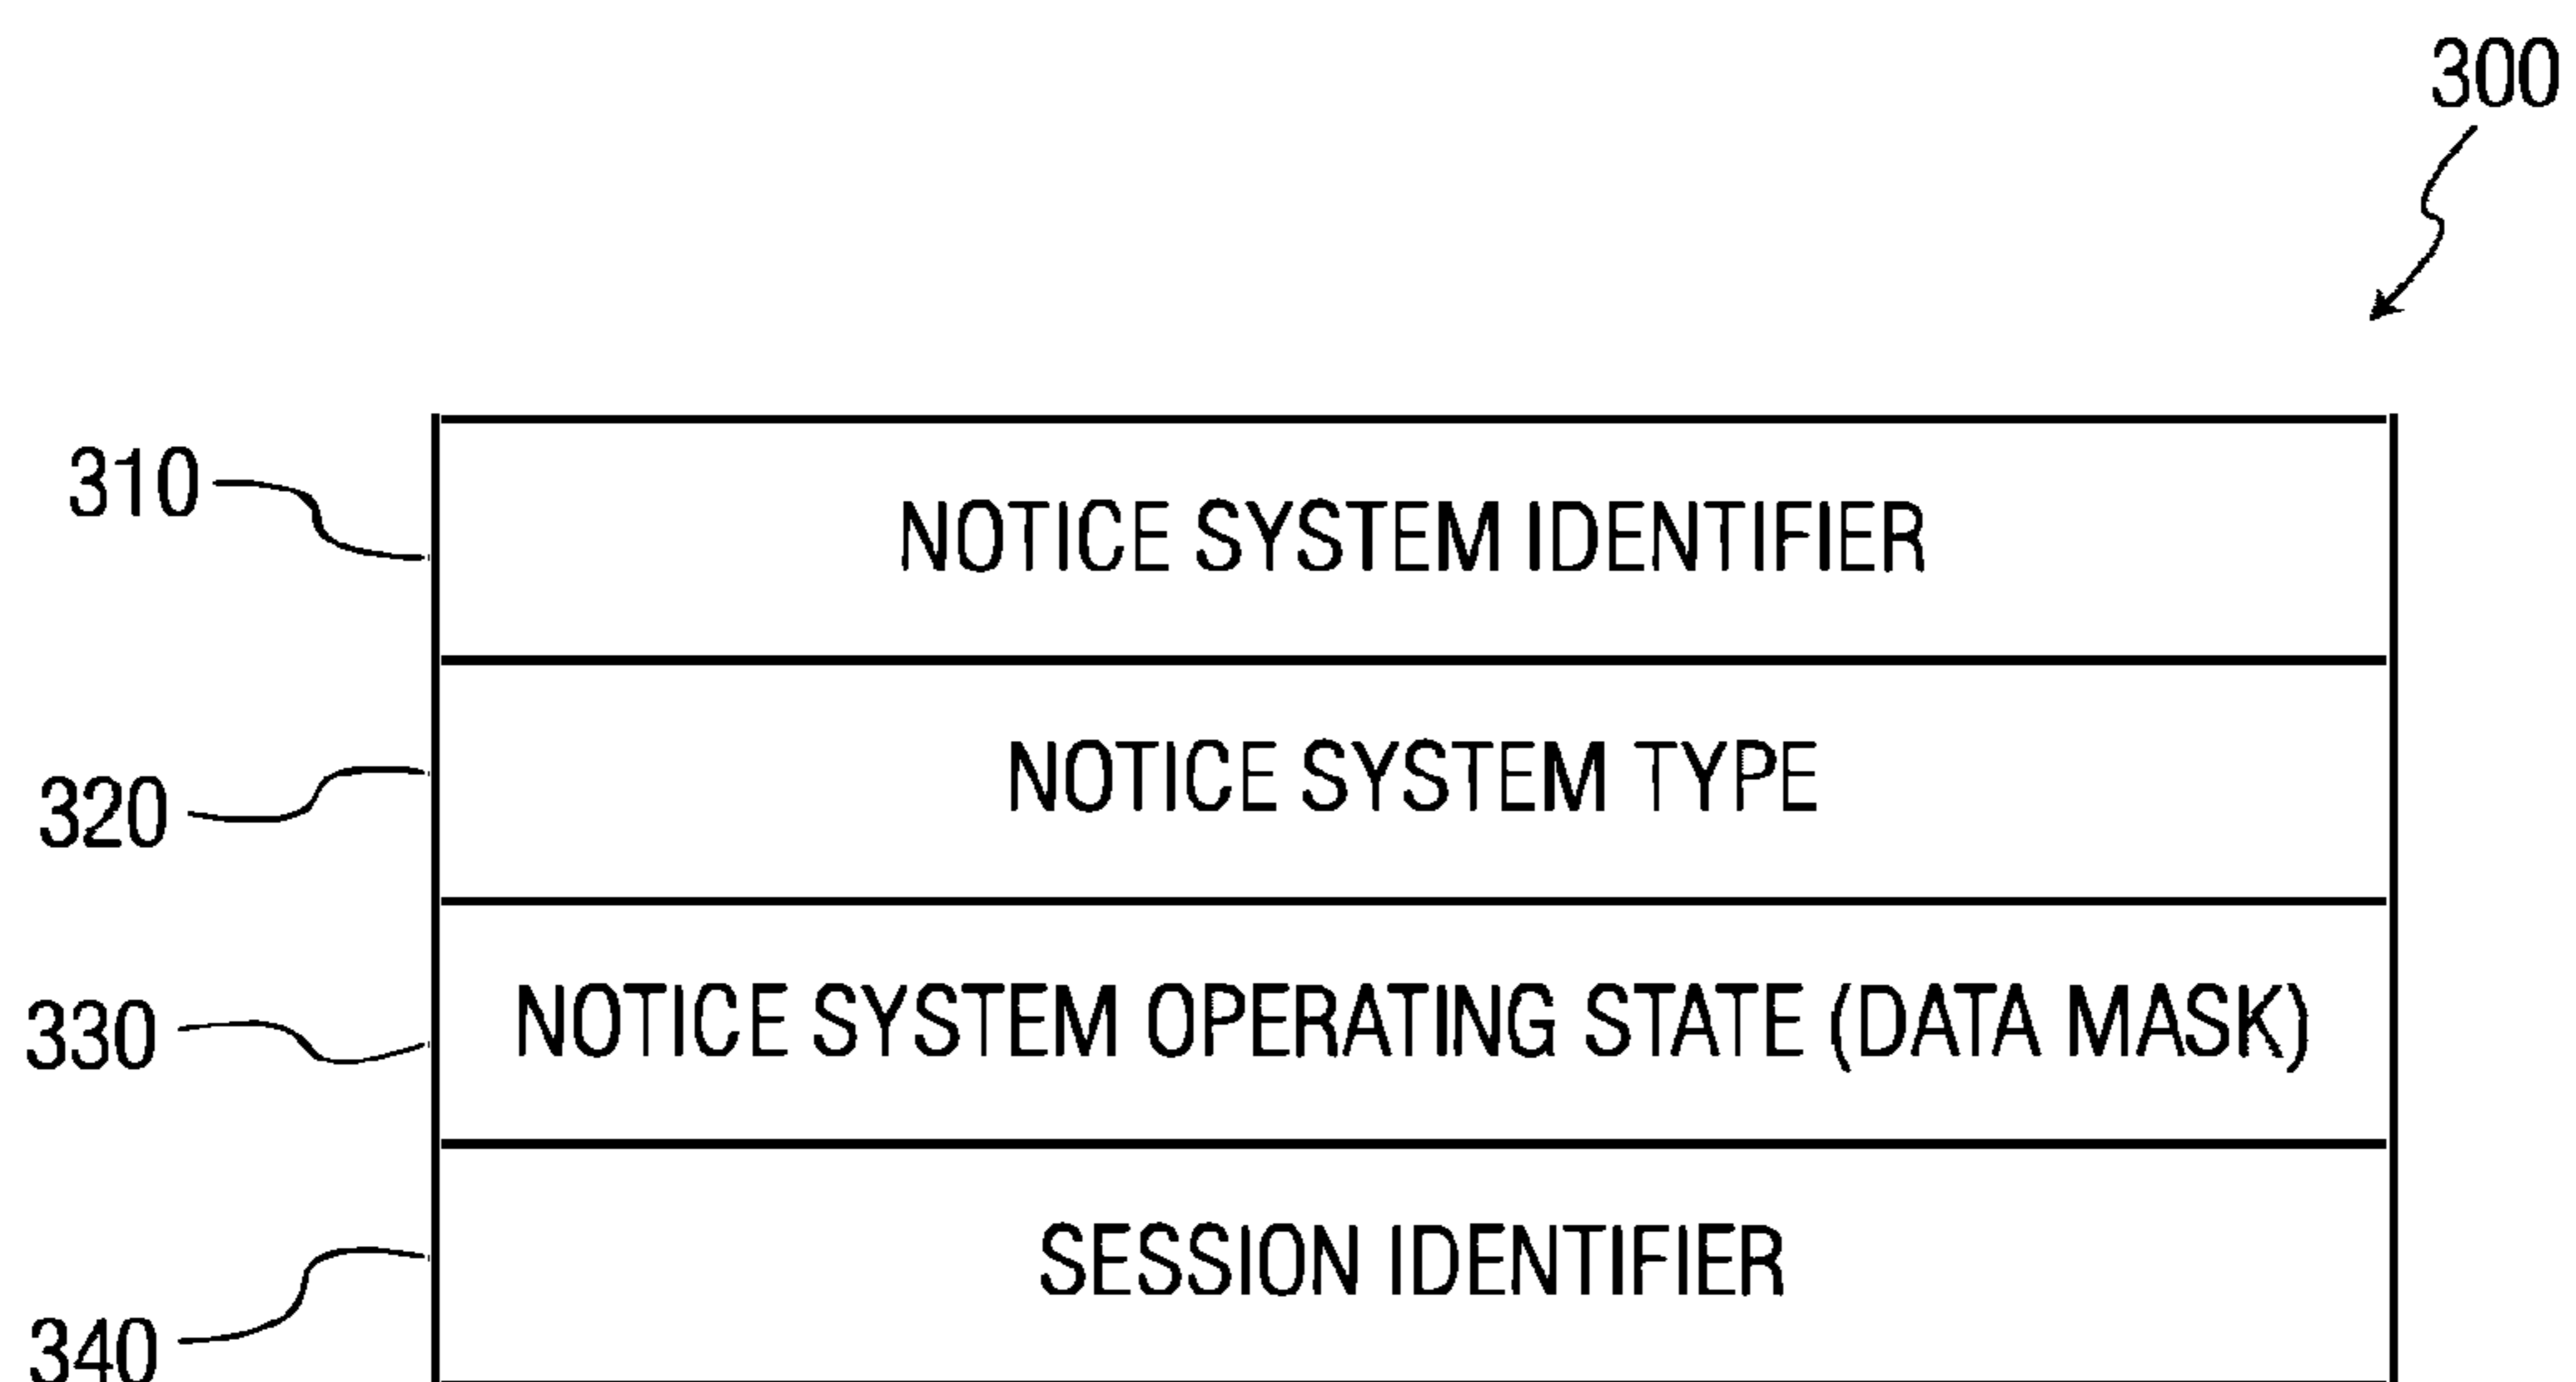 300
310
NOTICE SYSTEM IDENTIFIER
320
NOTICE SYSTEM TYPE
330
NOTICE SYSTEM OPERATING STATE (DATA MASK)
340
SESSION IDENTIFIER